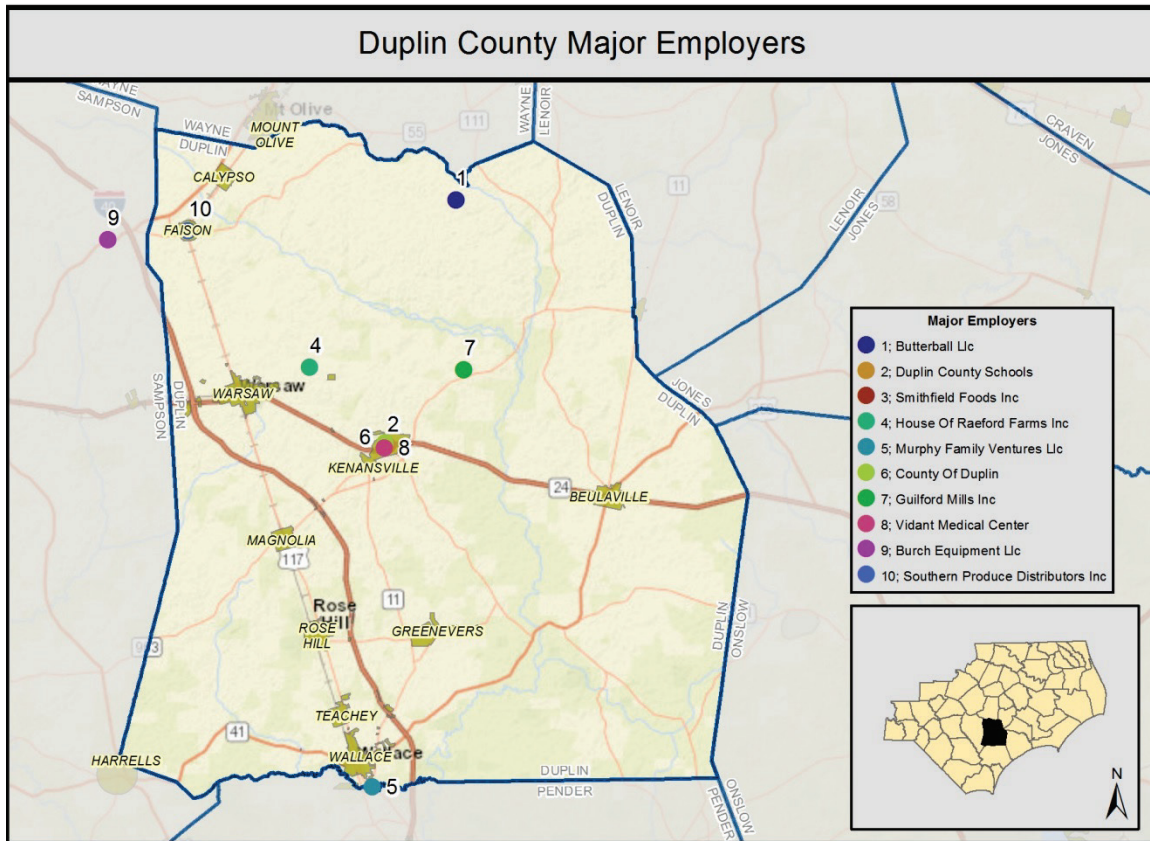 Duplin County Major Employers
WAYNE
SAMPSON
Mt Olive
MOUNT
OLIVE
WAYNE
DUPLIN
55
111
WAYNE
LENOIR
CRAVEN
JONES
CALYPSO
1
LENOIR
DUPLIN
11
58
LENOIR
JONES
40
9
10
FAISON
4
7
Warsaw
WARSAW
SAMPSON
DUPLIN
JONES
DUPLIN
6
2
8
KENANSVILLE
24
BEULAVILLE
MAGNOLIA
117
Rose
Hill
ROSE
HILL
11
GREENEVERS
DUPLIN
ONSLOW
TEACHEY
41
Wallace
WALLACE
HARRELLS
5
DUPLIN
PENDER
ONSLOW
PENDER
Major Employers
1; Butterball Llc
2; Duplin County Schools
3; Smithfield Foods Inc
4; House Of Raeford Farms Inc
5; Murphy Family Ventures Llc
6; County Of Duplin
7; Guilford Mills Inc
8; Vidant Medical Center
9; Burch Equipment Llc
10; Southern Produce Distributors Inc
N